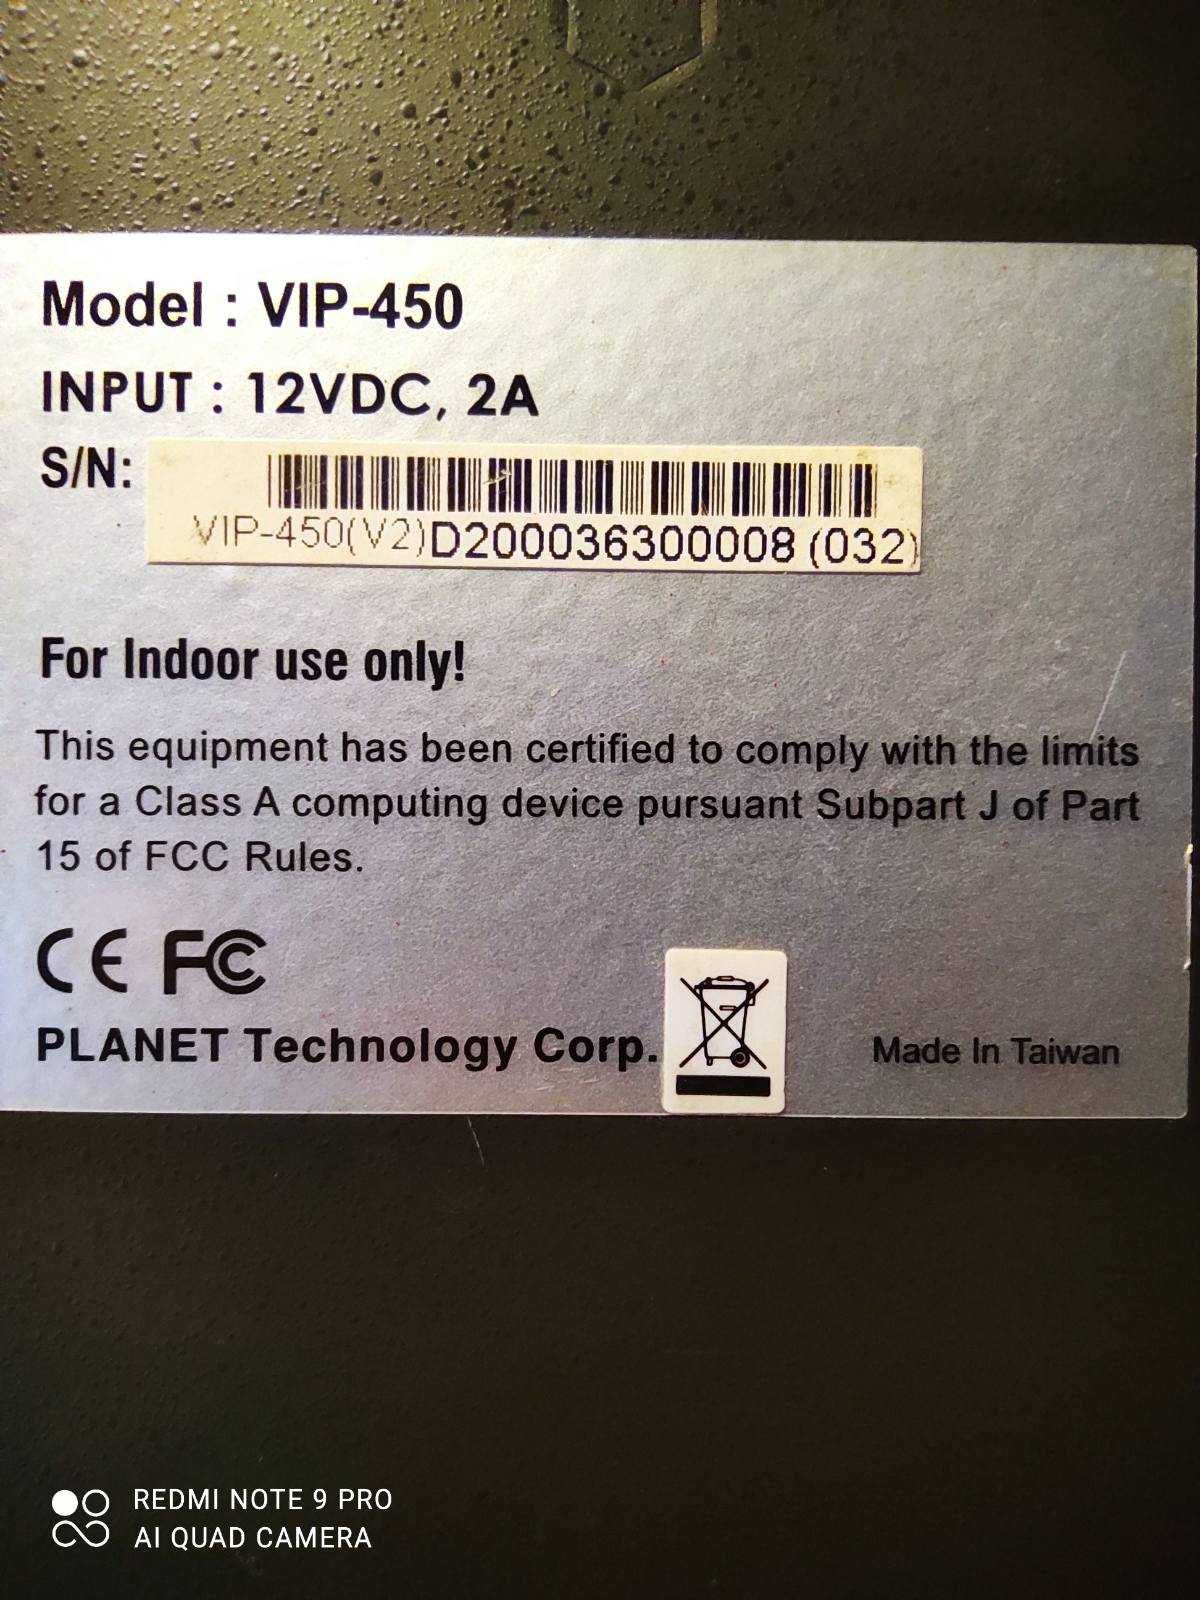 Model : VIP-450
INPUT : 12VDC, 2A
S/N:
VIP-450(V2)D200036300008 (032)
For Indoor use only!
This equipment has been certified to comply with the limits
for a Class A computing device pursuant Subpart J of Part
15 of FCC Rules.
CE FC
PLANET Technology Corp.
Made In Taiwan
REDMI NOTE 9 PRO
AI QUAD CAMERA